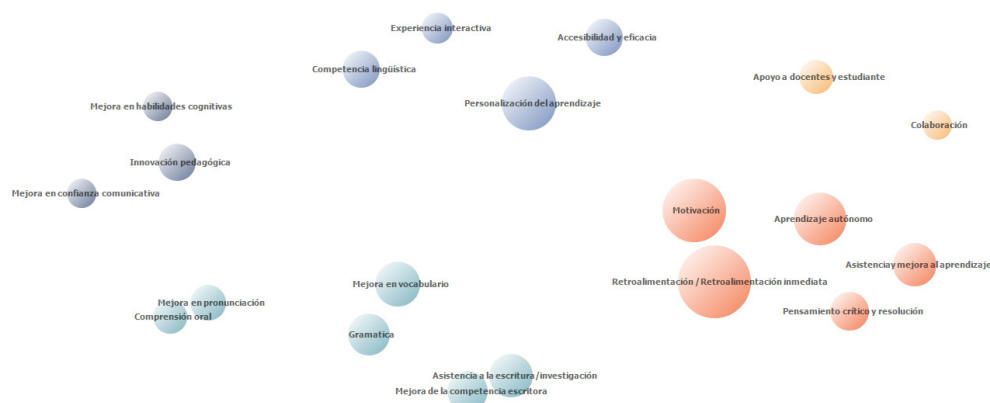 Experiencia interactiva
Accesibilidad y eficacia
Competencia lingüística
Apoyo a docentes y estudiante
Personalización del aprendizaje
Mejora en habilidades cognitivas
Colaboración
Innovación pedagógica
Mejora en confianza comunicativa
Motivación
Aprendizaje autónomo
Asistenciay mejora al aprendizaje
Retroalimentación / Retroalimentación inmediata
Mejora en vocabulario
Mejora en pronunciación
Pensamiento crítico y resolución
Comprensión oral
Gramatica
Asistencia a la escritura/investigación
Mejora de la competencia escritora